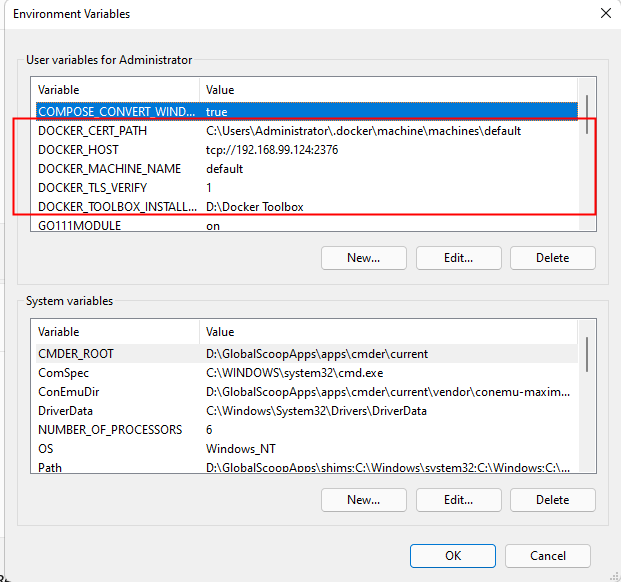 Environment Variables
User variables for Administrator
Variable Value
COMPOSE_CONVERT_WIND... true
DOCKER_CERT_PATH C:\Users\Administrator\.docker\machine\machines\default
DOCKER_HOST tcp://192.168.99.124:2376
DOCKER_MACHINE_NAME default
DOCKER_TLS_VERIFY 1
DOCKER_TOOLBOX_INSTALL... D:\Docker Toolbox
GO111MODULE on
New... Edit... Delete
System variables
Variable Value
CMDER_ROOT D:\GlobalScoopApps\apps\cmder\current
ComSpec C:\WINDOWS\system32\cmd.exe
ConEmuDir D:\GlobalScoopApps\apps\cmder\current\vendor\conemu-maxim...
DriverData C:\Windows\System32\Drivers\DriverData
NUMBER_OF_PROCESSORS 6
OS Windows_NT
Path D:\GlobalScoopApps\shims;C:\Windows\system32;C:\Windows;C:\...
New... Edit... Delete
OK Cancel